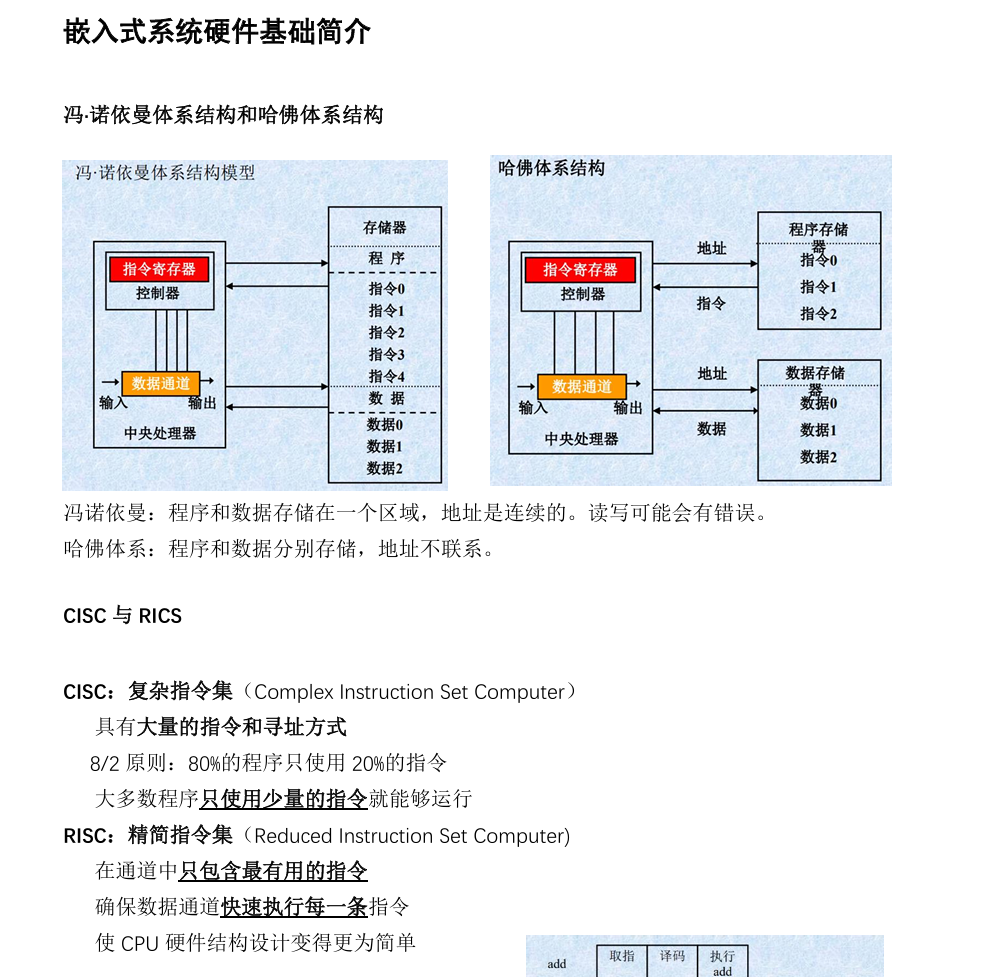 嵌入式系统硬件基础简介
冯·诺依曼体系结构和哈佛体系结构
冯·诺依曼体系结构模型
存储器
程 序
指令寄存器
控制器
指令0
指令1
指令2
指令3
指令4
数据通道
输入
输出
数 据
中央处理器
数据0
数据1
数据2
哈佛体系结构
程序存储
器
地址
指令寄存器
指令0
控制器
指令1
指令
指令2
地址
数据存储
器
数据通道
输入
输出
数据0
数据
数据1
中央处理器
数据2
冯诺依曼：程序和数据存储在一个区域，地址是连续的。读写可能会有错误。
哈佛体系：程序和数据分别存储，地址不联系。
CISC 与 RICS
CISC：复杂指令集（Complex Instruction Set Computer）
具有大量的指令和寻址方式
8/2 原则：80%的程序只使用 20%的指令
大多数程序只使用少量的指令就能够运行
RISC：精简指令集（Reduced Instruction Set Computer)
在通道中只包含最有用的指令
确保数据通道快速执行每一条指令
使 CPU 硬件结构设计变得更为简单
add
取指
译码
执行
add